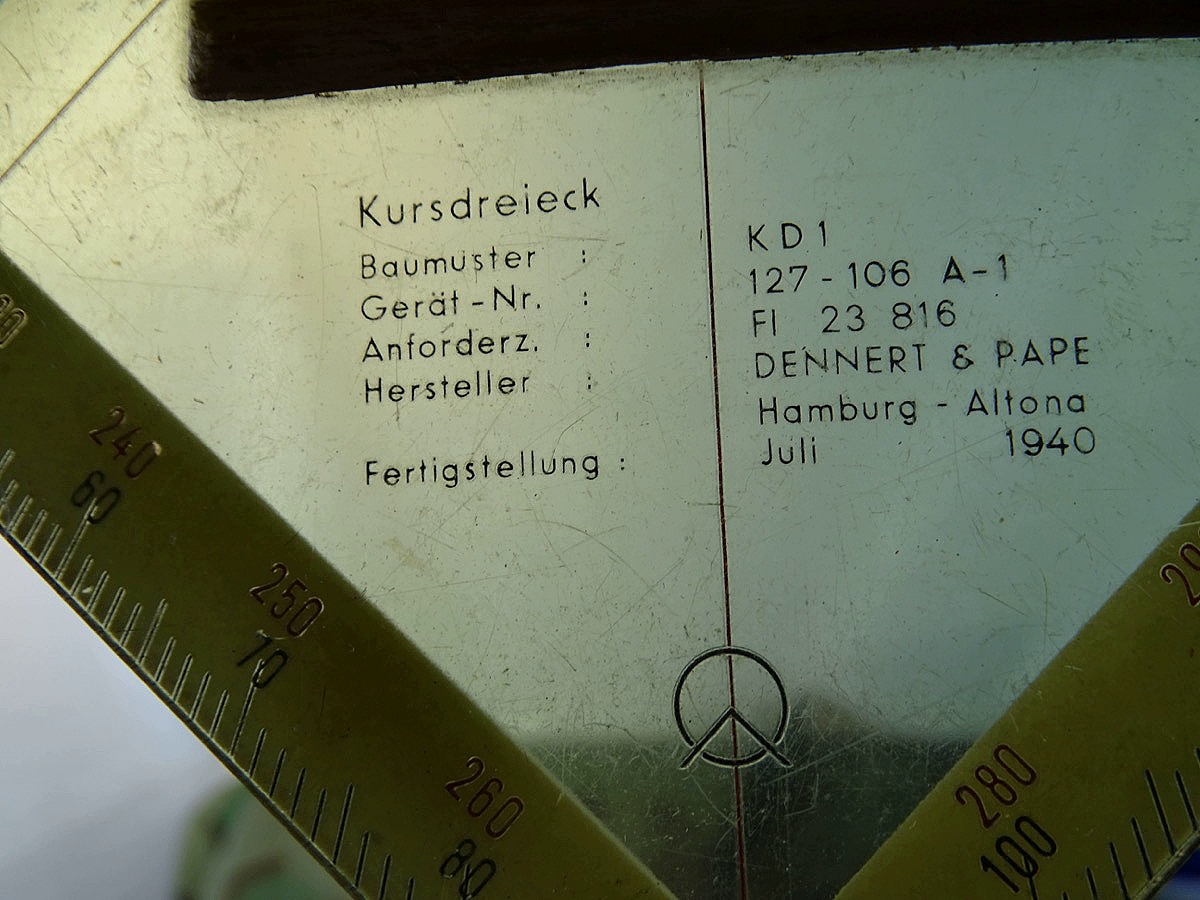 Kursdreieck
Baumuster : KD1
Gerät-Nr. : 127-106 A-1
Anforderz. : Fl 23 816
Hersteller : DENNERT & PAPE
Hamburg - Altona
Fertigstellung : Juli 1940
240
60
250
70
260
80
280
100